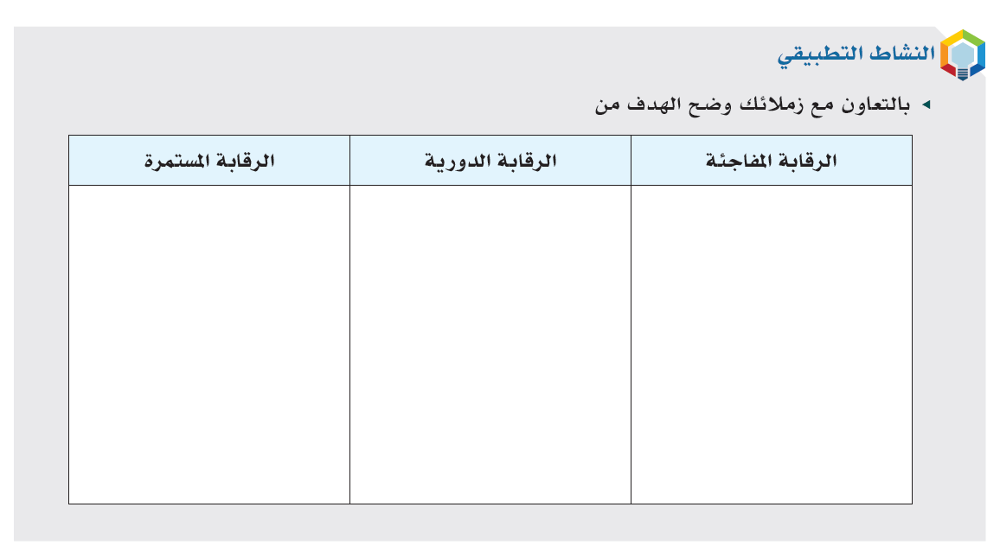 النشاط التطبيقي
بالتعاون مع زملائك وضح الهدف من
الرقابة المفاجئة الرقابة الدورية الرقابة المستمرة